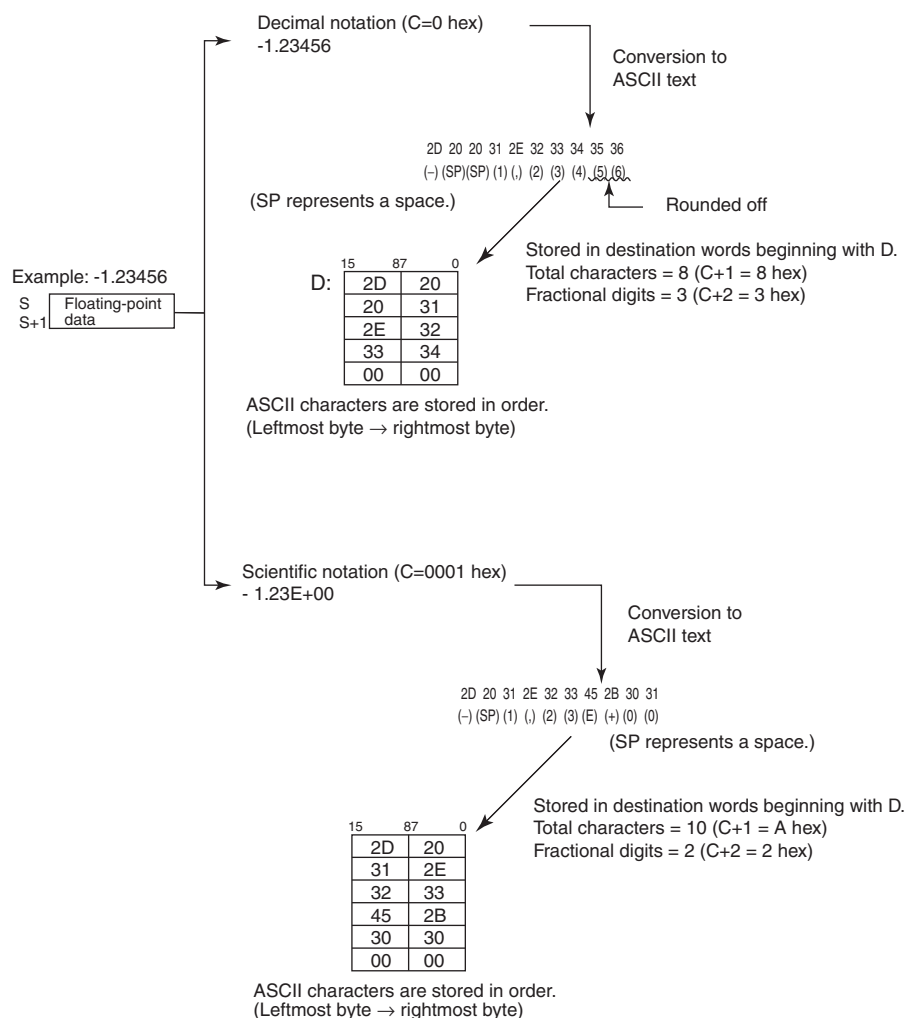 Decimal notation (C=0 hex)
-1.23456
Conversion to
ASCII text
2D 20 20 31 2E 32 33 34 35 36
(–) (SP)(SP) (1) (,) (2) (3) (4) (5) (6)
(SP represents a space.)
Rounded off
Stored in destination words beginning with D.
Total characters = 8 (C+1 = 8 hex)
Fractional digits = 3 (C+2 = 3 hex)
Example: -1.23456
S
S+1
Floating-point
data
15 87 0
D:
2D 20
20 31
2E 32
33 34
00 00
ASCII characters are stored in order.
(Leftmost byte → rightmost byte)
Scientific notation (C=0001 hex)
- 1.23E+00
Conversion to
ASCII text
2D 20 31 2E 32 33 45 2B 30 31
(–) (SP) (1) (,) (2) (3) (E) (+) (0) (0)
(SP represents a space.)
Stored in destination words beginning with D.
Total characters = 10 (C+1 = A hex)
Fractional digits = 2 (C+2 = 2 hex)
15 87 0
2D 20
31 2E
32 33
45 2B
30 30
00 00
ASCII characters are stored in order.
(Leftmost byte → rightmost byte)